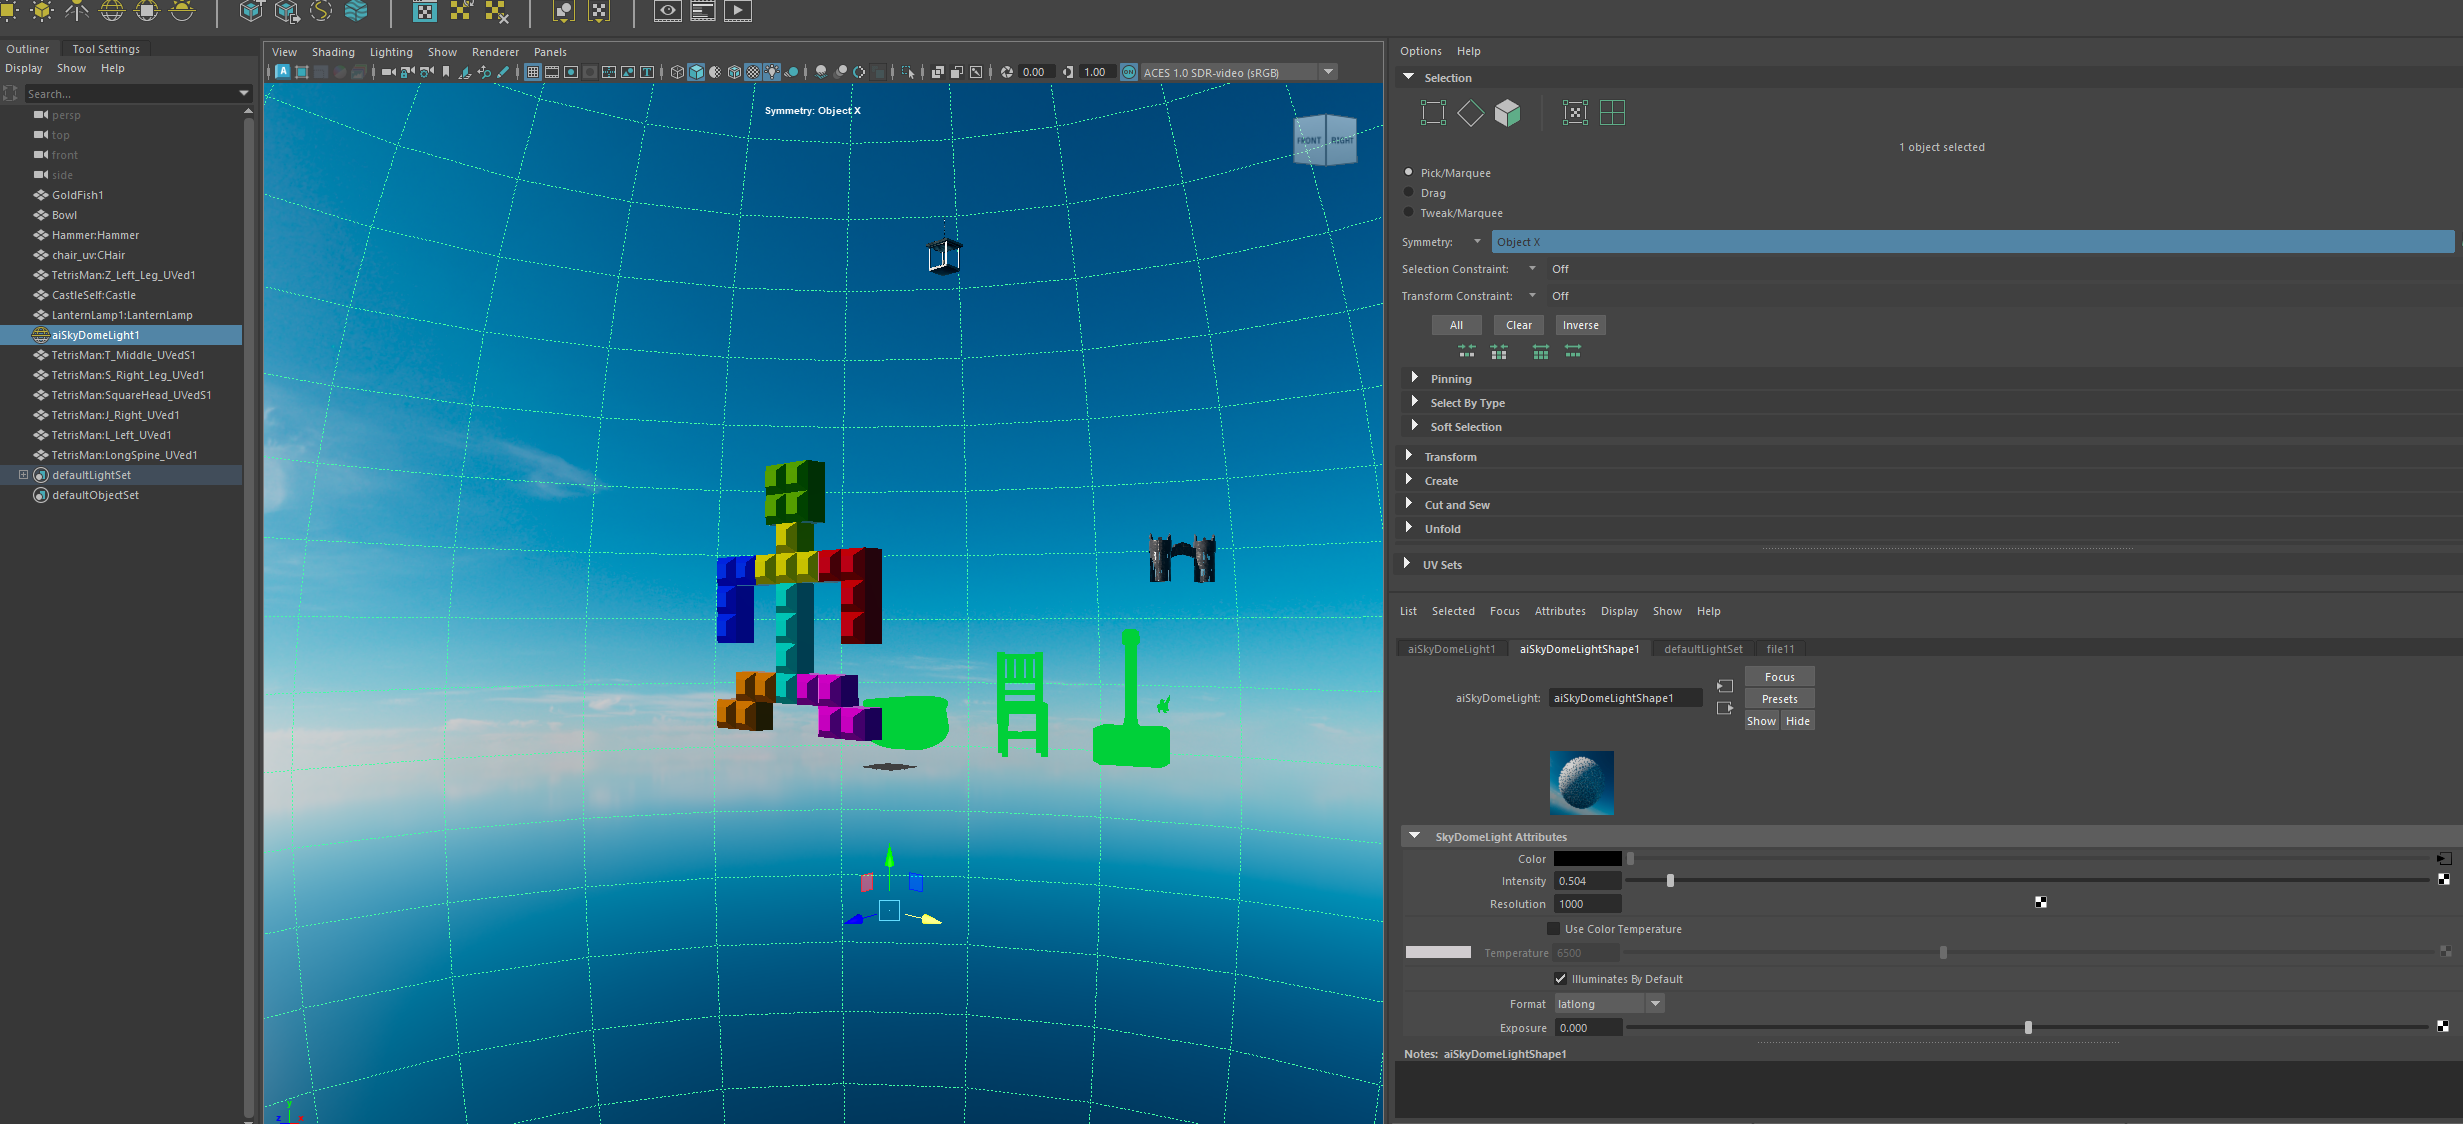 Outliner
Tool Settings
Display Show Help
Search...
persp
top
front
side
GoldFish1
Bowl
Hammer:Hammer
chair_uv:CHair
TetrisMan:Z_Left_Leg_UVed1
CastleSelf:Castle
LanternLamp1:LanternLamp
aiSkyDomeLight1
TetrisMan:T_Middle_UVedS1
TetrisMan:S_Right_Leg_UVed1
TetrisMan:SquareHead_UVedS1
TetrisMan:J_Right_UVed1
TetrisMan:L_Left_UVed1
TetrisMan:LongSpine_UVed1
defaultLightSet
defaultObjectSet
View Shading Lighting Show Renderer Panels
0.00 1.00 ON ACES 1.0 SDR-video (sRGB)
Symmetry: Object X
FRONT RIGHT
y
z x
Options Help
Selection
1 object selected
Pick/Marquee
Drag
Tweak/Marquee
Symmetry: Object X
Selection Constraint: Off
Transform Constraint: Off
All Clear Inverse
Pinning
Select By Type
Soft Selection
Transform
Create
Cut and Sew
Unfold
UV Sets
List Selected Focus Attributes Display Show Help
aiSkyDomeLight1 aiSkyDomeLightShape1 defaultLightSet file11
aiSkyDomeLight: aiSkyDomeLightShape1
Focus
Presets
Show Hide
SkyDomeLight Attributes
Color
Intensity 0.504
Resolution 1000
Use Color Temperature
Temperature 6500
Illuminates By Default
Format latlong
Exposure 0.000
Notes: aiSkyDomeLightShape1